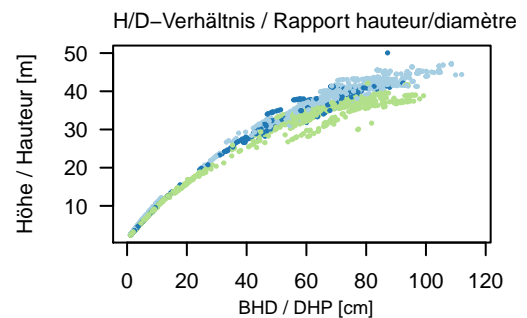 H/D−Verhältnis / Rapport hauteur/diamètre
Höhe / Hauteur [m]
50
40
30
20
10
0 20 40 60 80 100 120
BHD / DHP [cm]